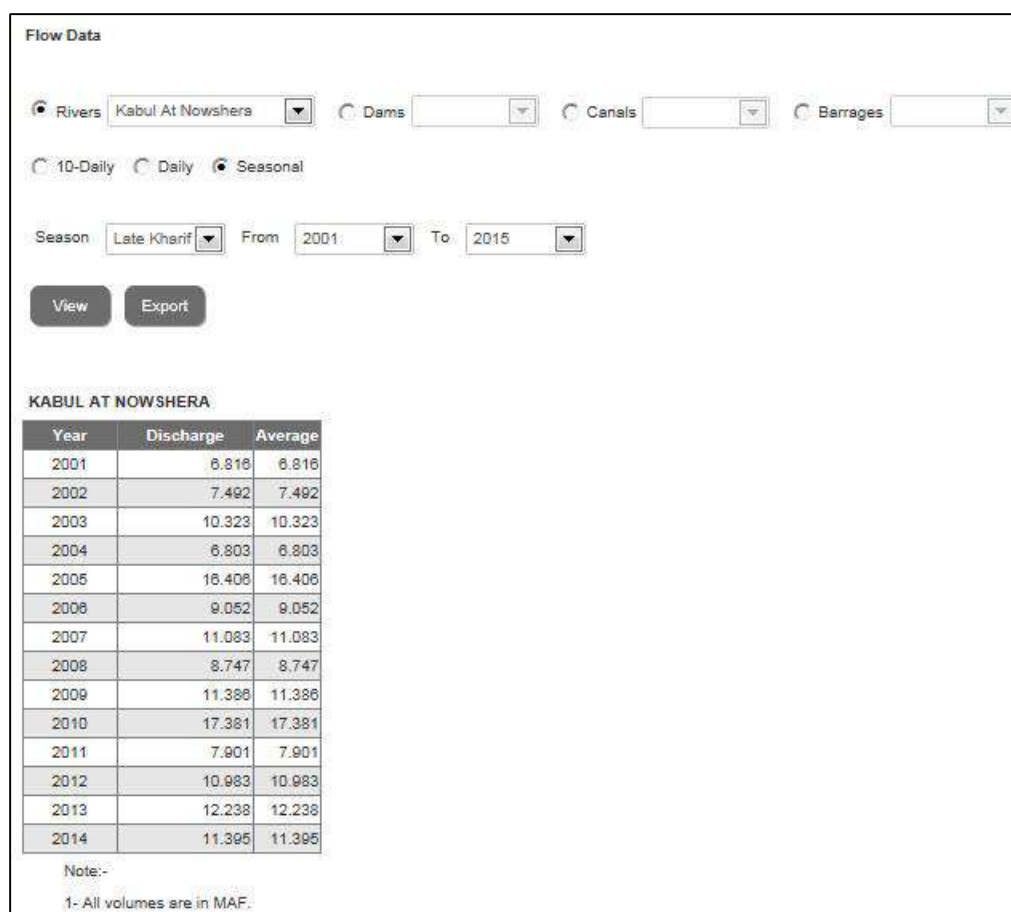 Flow Data
Rivers Kabul At Nowshera Dams Canals Barrages
10-Daily Daily Seasonal
Season Late Kharif From 2001 To 2015
View Export
KABUL AT NOWSHERA
Year Discharge Average
2001 6.816 6.816
2002 7.492 7.492
2003 10.323 10.323
2004 6.803 6.803
2005 16.406 16.406
2006 9.052 9.052
2007 11.083 11.083
2008 8.747 8.747
2009 11.386 11.386
2010 17.381 17.381
2011 7.901 7.901
2012 10.983 10.983
2013 12.238 12.238
2014 11.395 11.395
Note:-
1- All volumes are in MAF.